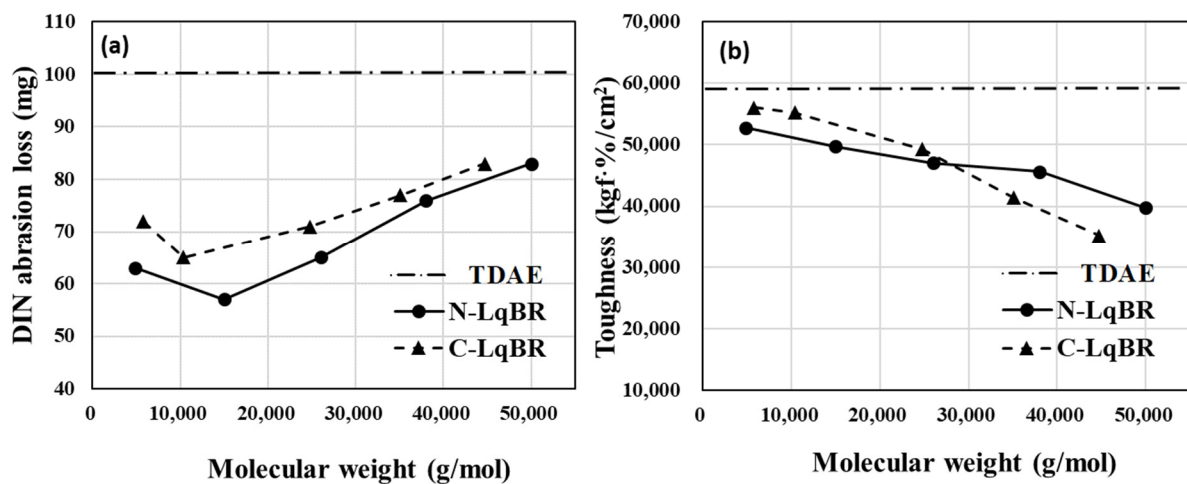 (a)
DIN abrasion loss (mg)
110
100
90
80
70
60
50
40
0 10,000 20,000 30,000 40,000 50,000
Molecular weight (g/mol)
TDAE
N-LqBR
C-LqBR
(b)
Toughness (kgf·%/cm²)
70,000
60,000
50,000
40,000
30,000
20,000
10,000
0 10,000 20,000 30,000 40,000 50,000
Molecular weight (g/mol)
TDAE
N-LqBR
C-LqBR